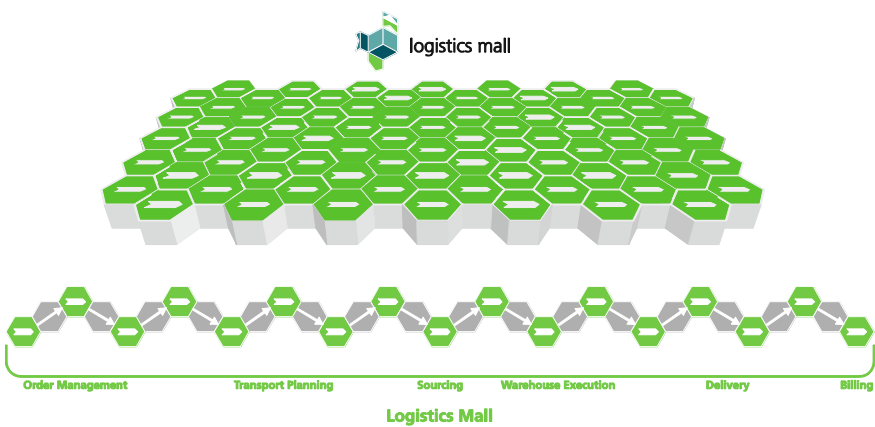 logistics mall
Order Management Transport Planning Sourcing Warehouse Execution Delivery Billing
Logistics Mall